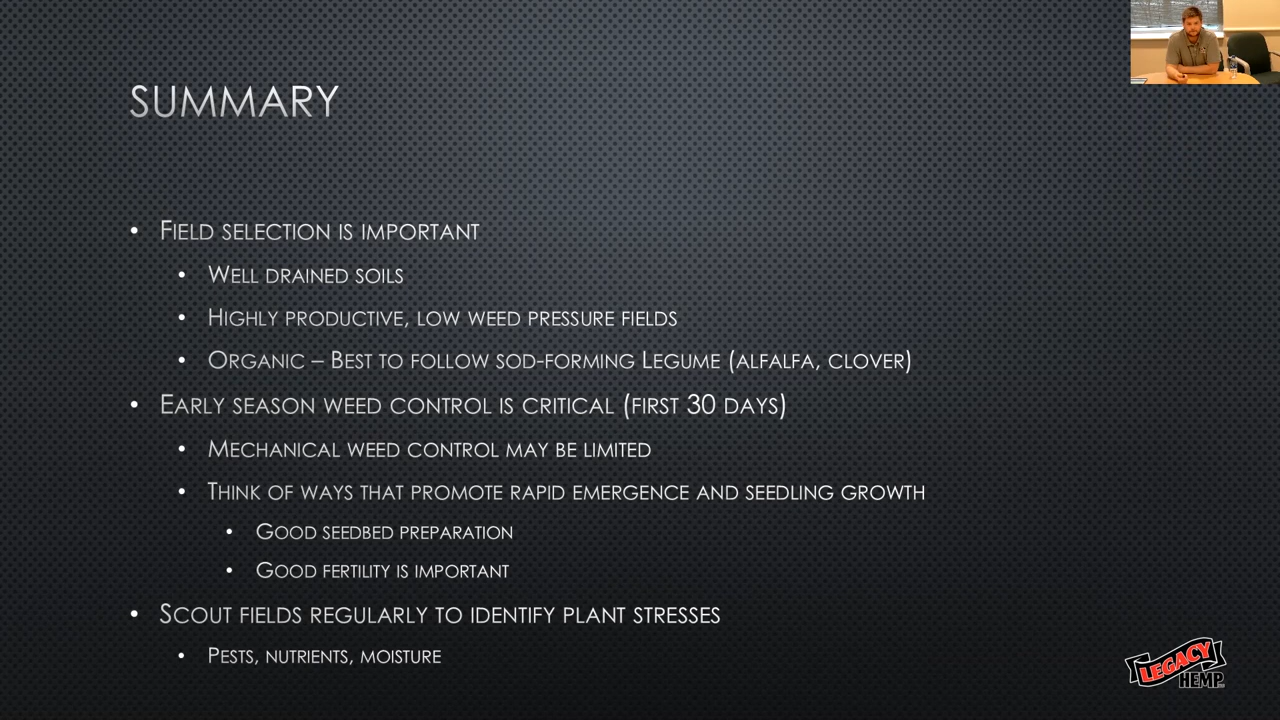 SUMMARY
• FIELD SELECTION IS IMPORTANT
• WELL DRAINED SOILS
• HIGHLY PRODUCTIVE, LOW WEED PRESSURE FIELDS
• ORGANIC – BEST TO FOLLOW SOD-FORMING LEGUME (ALFALFA, CLOVER)
• EARLY SEASON WEED CONTROL IS CRITICAL (FIRST 30 DAYS)
• MECHANICAL WEED CONTROL MAY BE LIMITED
• THINK OF WAYS THAT PROMOTE RAPID EMERGENCE AND SEEDLING GROWTH
• GOOD SEEDBED PREPARATION
• GOOD FERTILITY IS IMPORTANT
• SCOUT FIELDS REGULARLY TO IDENTIFY PLANT STRESSES
• PESTS, NUTRIENTS, MOISTURE
LEGACY
HEMP